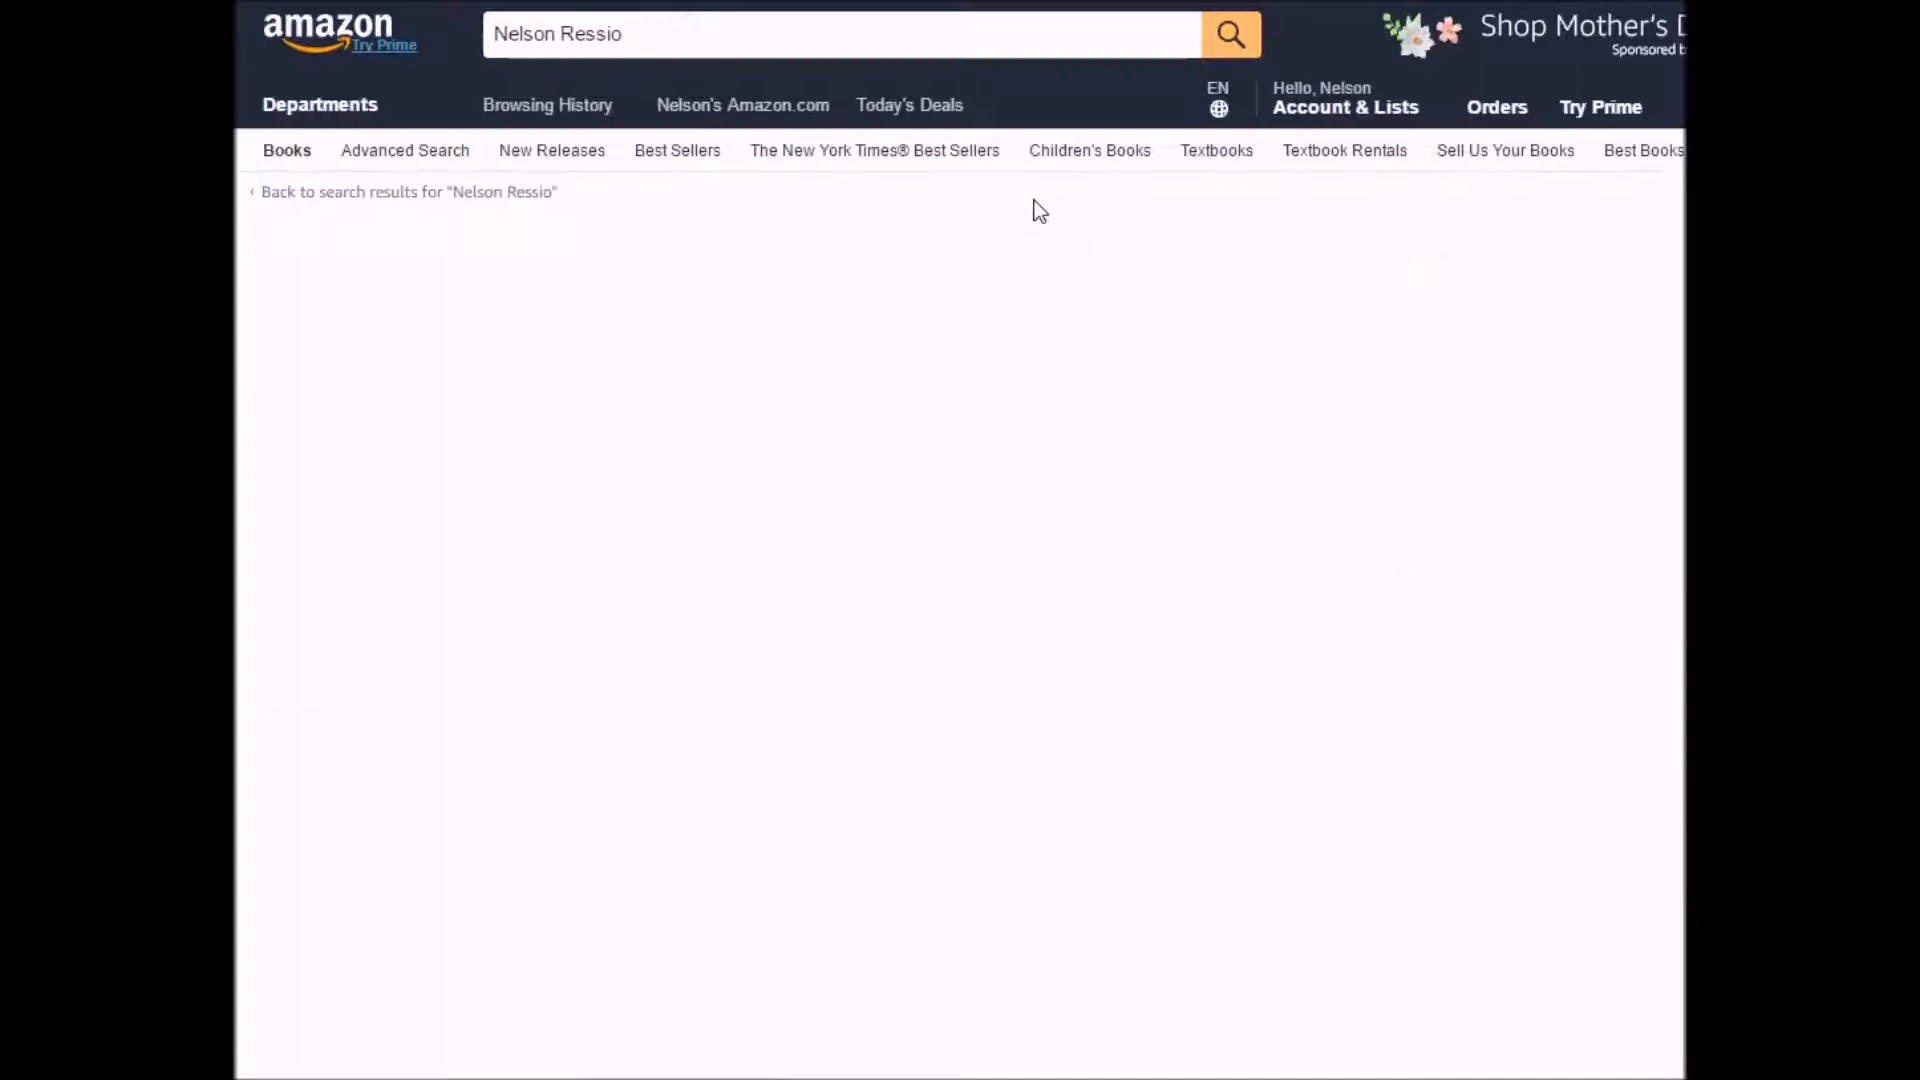 amazon
Try Prime
Nelson Ressio
Shop Mother's
Sponsored
Departments
Browsing History
Nelson's Amazon.com
Today's Deals
EN
Hello, Nelson
Account & Lists
Orders
Try Prime
Books
Advanced Search
New Releases
Best Sellers
The New York Times® Best Sellers
Children's Books
Textbooks
Textbook Rentals
Sell Us Your Books
Best Books
‹ Back to search results for "Nelson Ressio"